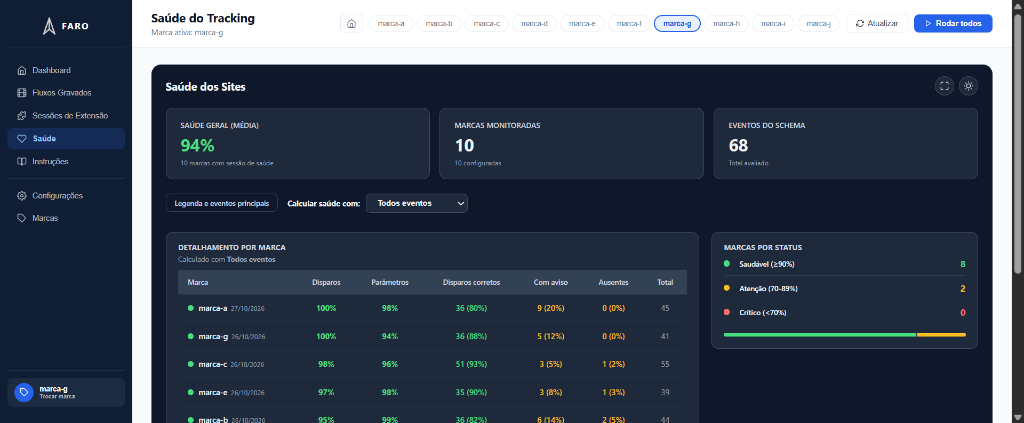 FARO
Dashboard
Fluxos Gravados
Sessões de Extensão
Saúde
Instruções
Configurações
Marcas
marca-g
Trocar marca
Saúde do Tracking
Marca ativa: marca-g
marca-a
marca-b
marca-c
marca-d
marca-e
marca-f
marca-g
marca-h
marca-i
marca-j
Atualizar
Rodar todos
Saúde dos Sites
SAÚDE GERAL (MÉDIA)
94%
10 marcas com sessão de saúde
MARCAS MONITORADAS
10
10 configuradas
EVENTOS DO SCHEMA
68
Total avaliado
Legenda e eventos principais
Calcular saúde com:
Todos eventos
DETALHAMENTO POR MARCA
Calculado com Todos eventos
Marca Disparos Parâmetros Disparos corretos Com aviso Ausentes Total
marca-a 27/10/2026 100% 98% 36 (80%) 9 (20%) 0 (0%) 45
marca-g 26/10/2026 100% 94% 36 (88%) 5 (12%) 0 (0%) 41
marca-c 26/10/2026 98% 96% 51 (93%) 3 (5%) 1 (2%) 55
marca-e 26/10/2026 97% 98% 35 (90%) 3 (8%) 1 (3%) 39
marca-b 26/10/2026 95% 99% 36 (82%) 6 (14%) 2 (5%) 44
MARCAS POR STATUS
Saudável (≥90%) 8
Atenção (70-89%) 2
Crítico (<70%) 0